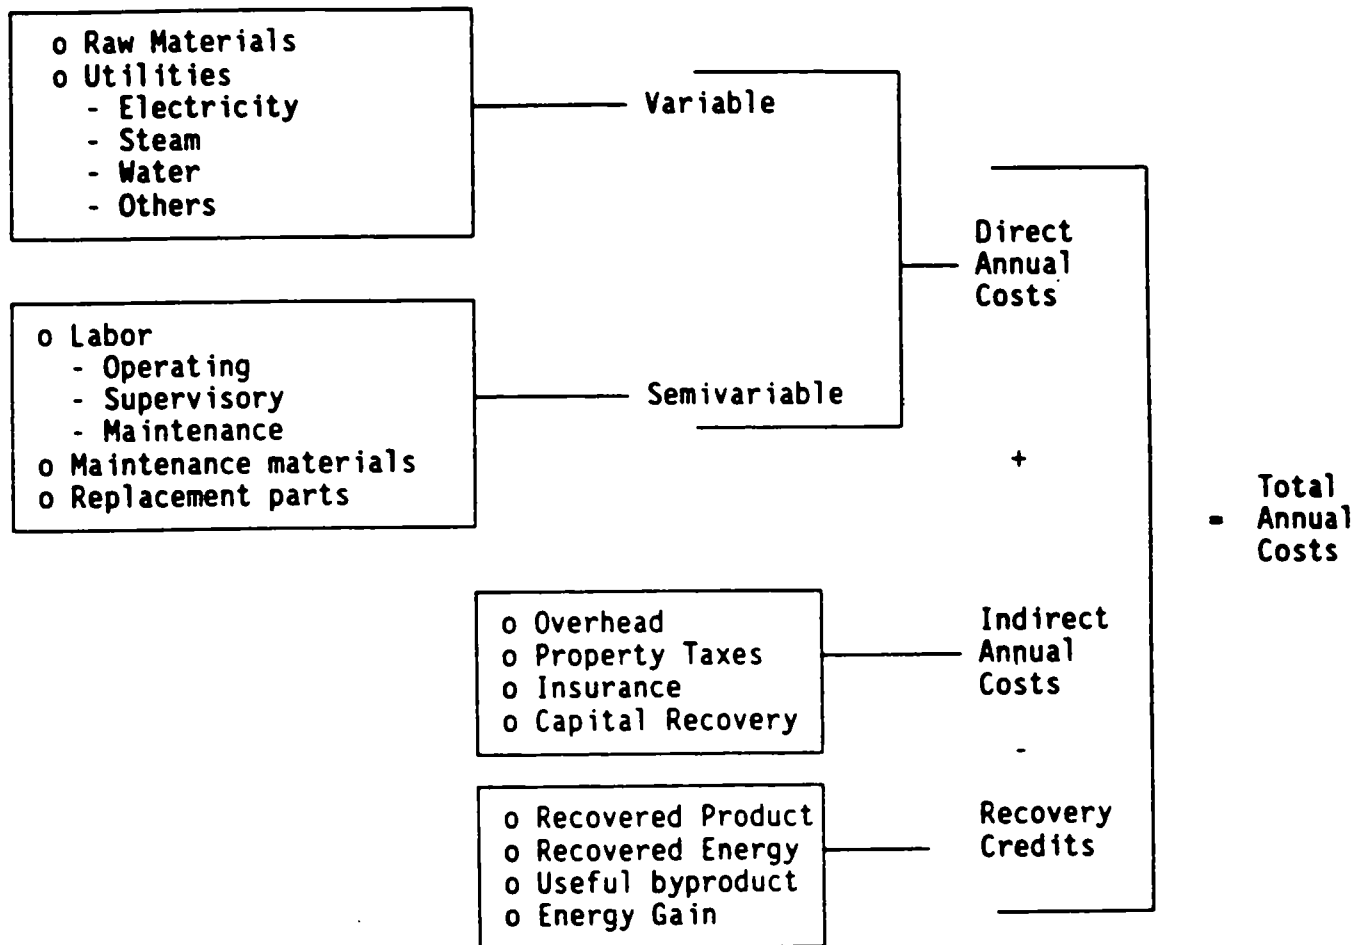 o Raw Materials
o Utilities
- Electricity
- Steam
- Water
- Others
Variable
Direct
Annual
Costs
o Labor
- Operating
- Supervisory
- Maintenance
o Maintenance materials
o Replacement parts
Semivariable
+
= Total
Annual
Costs
o Overhead
o Property Taxes
o Insurance
o Capital Recovery
Indirect
Annual
Costs
-
o Recovered Product
o Recovered Energy
o Useful byproduct
o Energy Gain
Recovery
Credits